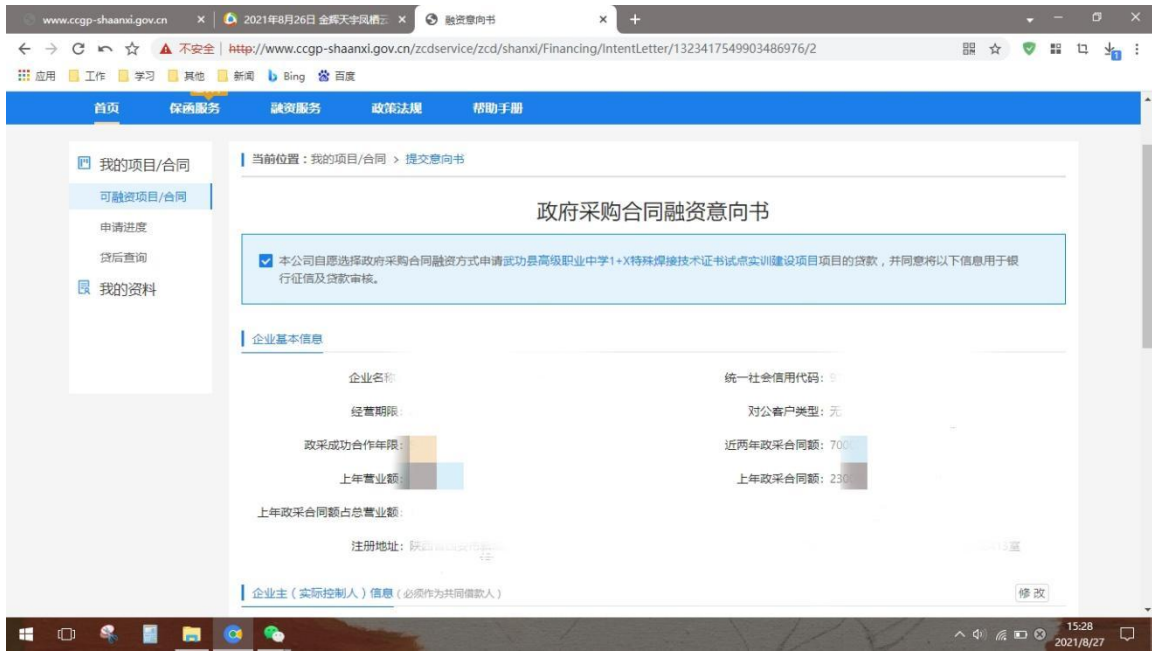 www.ccgp-shaanxi.gov.cn
2021年8月26日 金辉天宇凤栖云
融资意向书
不安全 | http://www.ccgp-shaanxi.gov.cn/zcdservice/zcd/shanxi/Financing/IntentLetter/1323417549903486976/2
应用 工作 学习 其他 新闻 Bing 百度
首页 保函服务 融资服务 政策法规 帮助手册
我的项目/合同
可融资项目/合同
申请进度
贷后查询
我的资料
当前位置：我的项目/合同 > 提交意向书
政府采购合同融资意向书
本公司自愿选择政府采购合同融资方式申请武功县高级职业中学1+X特殊焊接技术证书试点实训建设项目项目的贷款，并同意将以下信息用于银
行征信及贷款审核。
企业基本信息
企业名称 统一社会信用代码：9
经营期限： 对公客户类型：无
政采成功合作年限： 近两年政采合同额：700
上年营业额： 上年政采合同额：230
上年政采合同额占总营业额：
注册地址：陕 室
企业主（实际控制人）信息（必须作为共同借款人） 修改
15:28
2021/8/27